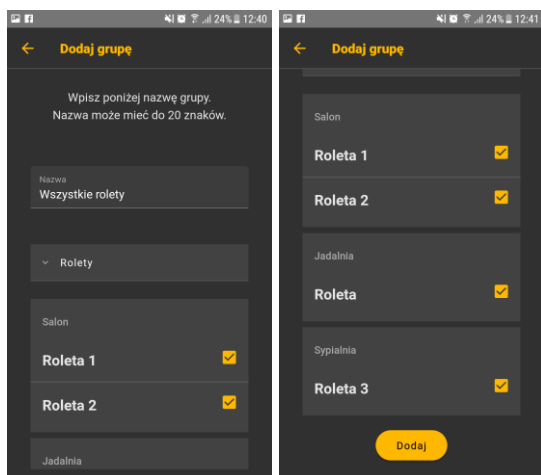 24% 12:40
Dodaj grupę
Wpisz poniżej nazwę grupy.
Nazwa może mieć do 20 znaków.
Nazwa
Wszystkie rolety
Rolety
Salon
Roleta 1
Roleta 2
Jadalnia
24% 12:41
Dodaj grupę
Salon
Roleta 1
Roleta 2
Jadalnia
Roleta
Sypialnia
Roleta 3
Dodaj